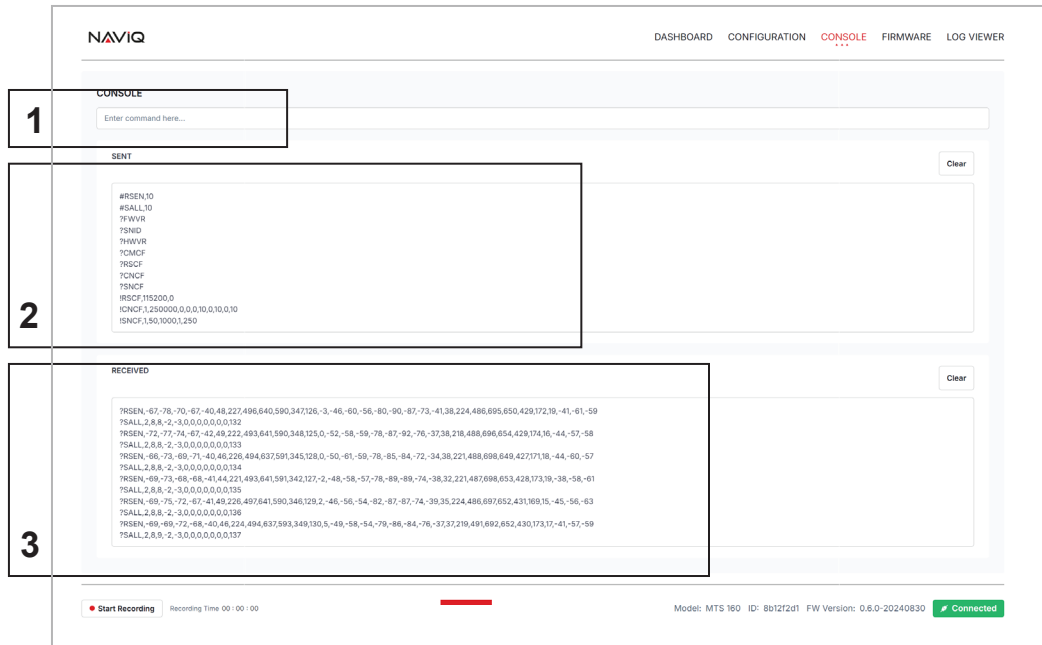 NAVIQ
DASHBOARD CONFIGURATION CONSOLE FIRMWARE LOG VIEWER
CONSOLE
1
Enter command here...
SENT
Clear
#RSEN,10
#SALL,10
?FWVR
?SNID
?HWVR
?CMCF
?RSCF
?CNCF
?SNCF
!RSCF,115200,0
!CNCF,1,250000,0,0,0,10,0,10,0,10
!SNCF,1,50,1000,1,250
2
RECEIVED
Clear
?RSEN,-67,-78,-70,-67,-40,48,227,496,640,590,347,126,-3,-46,-60,-56,-80,-90,-87,-73,-41,38,224,486,695,650,429,172,19,-41,-61,-59
?SALL,2,8,8,-2,-3,0,0,0,0,0,0,0,132
?RSEN,-72,-77,-74,-67,-42,49,222,493,641,590,348,125,0,-52,-58,-59,-78,-87,-92,-76,-37,38,218,488,696,654,429,174,16,-44,-57,-58
?SALL,2,8,8,-2,-3,0,0,0,0,0,0,0,133
?RSEN,-66,-73,-69,-71,-40,46,226,494,637,591,345,128,0,-50,-61,-59,-78,-85,-84,-72,-34,38,221,488,698,649,427,171,18,-44,-60,-57
?SALL,2,8,8,-2,-3,0,0,0,0,0,0,0,134
?RSEN,-69,-73,-68,-68,-41,44,221,493,641,591,342,127,-2,-48,-58,-57,-78,-89,-89,-74,-38,32,221,487,698,653,428,173,19,-38,-58,-61
?SALL,2,8,8,-2,-3,0,0,0,0,0,0,0,135
?RSEN,-69,-75,-72,-67,-41,49,226,497,641,590,346,129,2,-46,-56,-54,-82,-87,-87,-74,-39,35,224,486,697,652,431,169,15,-45,-56,-63
?SALL,2,8,8,-2,-3,0,0,0,0,0,0,0,136
?RSEN,-69,-69,-72,-68,-40,46,224,494,637,593,349,130,5,-49,-58,-54,-79,-86,-84,-76,-37,37,219,491,692,652,430,173,17,-41,-57,-59
?SALL,2,8,9,-2,-3,0,0,0,0,0,0,0,137
3
Start Recording Recording Time 00 : 00 : 00 Model: MTS 160 ID: 8b12f2d1 FW Version: 0.6.0-20240830 Connected